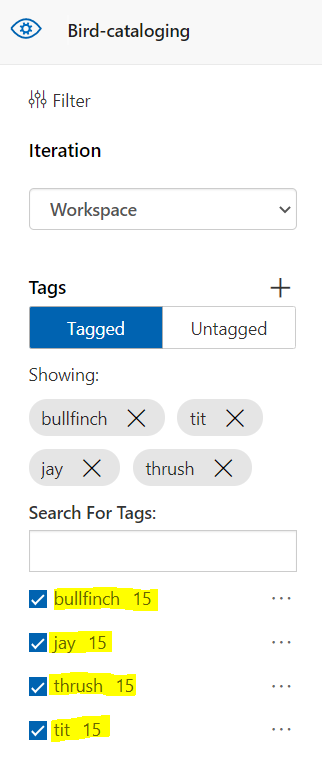 Bird-cataloging
Filter
Iteration
Workspace
Tags
Tagged Untagged
Showing:
bullfinch tit
jay thrush
Search For Tags:
bullfinch 15
jay 15
thrush 15
tit 15